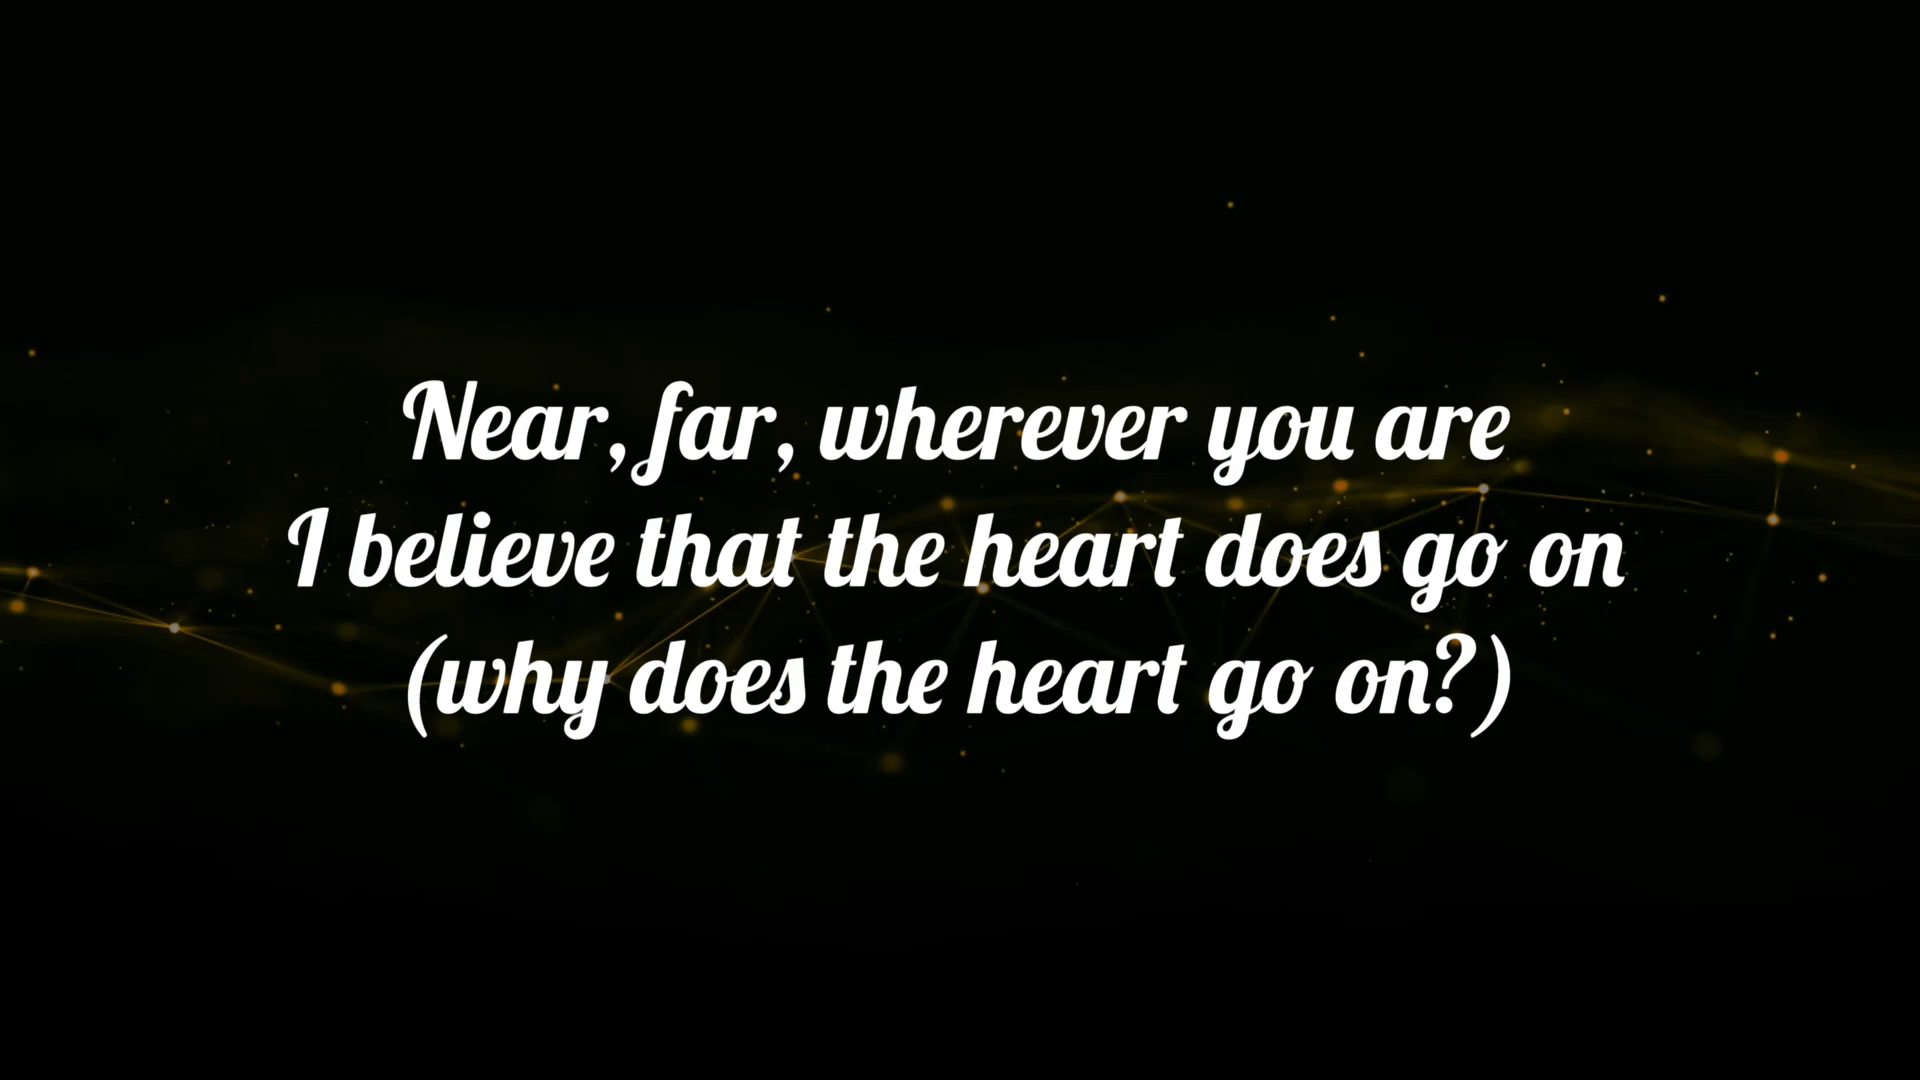 Near, far, wherever you are
I believe that the heart does go on
(why does the heart go on?)